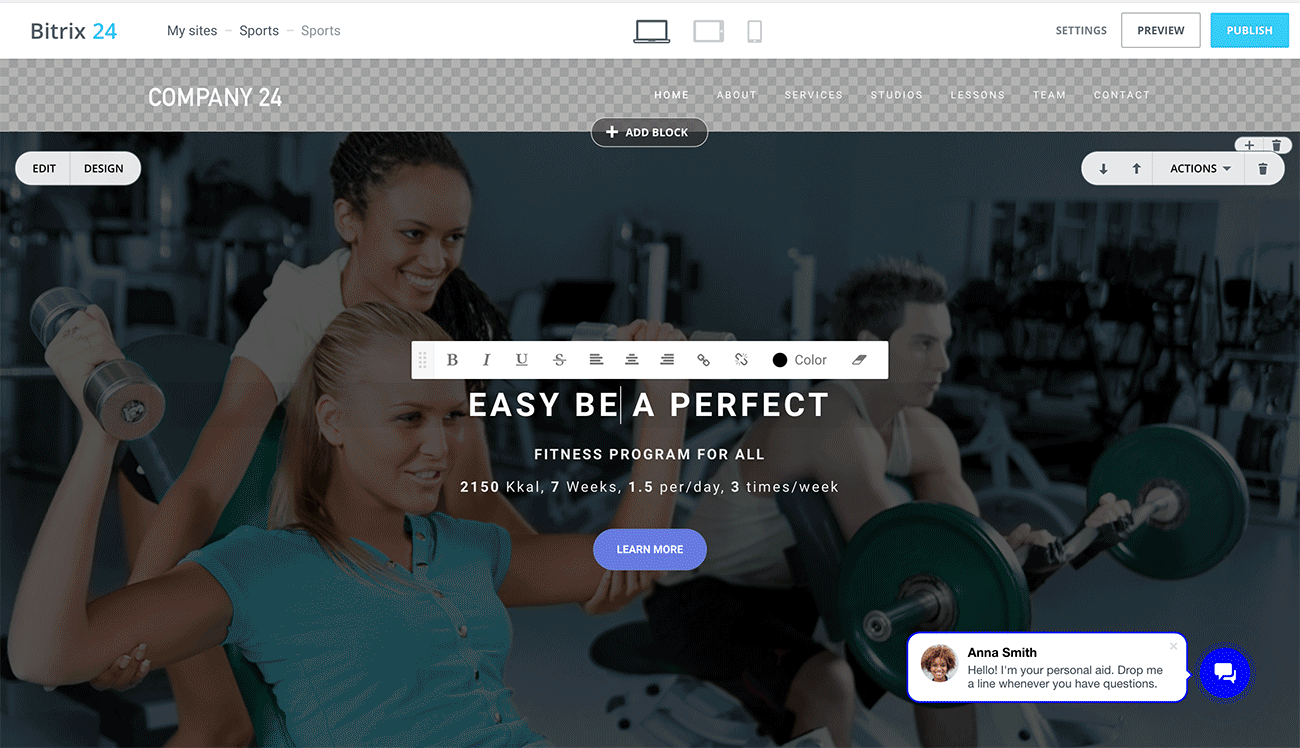 Bitrix 24
My sites – Sports – Sports
SETTINGS
PREVIEW
PUBLISH
COMPANY 24
HOME ABOUT SERVICES STUDIOS LESSONS TEAM CONTACT
+ ADD BLOCK
EDIT DESIGN
ACTIONS
B I U S Color
EASY BE A PERFECT
FITNESS PROGRAM FOR ALL
2150 Kkal, 7 Weeks, 1.5 per/day, 3 times/week
LEARN MORE
Anna Smith
Hello! I'm your personal aid. Drop me
a line whenever you have questions.